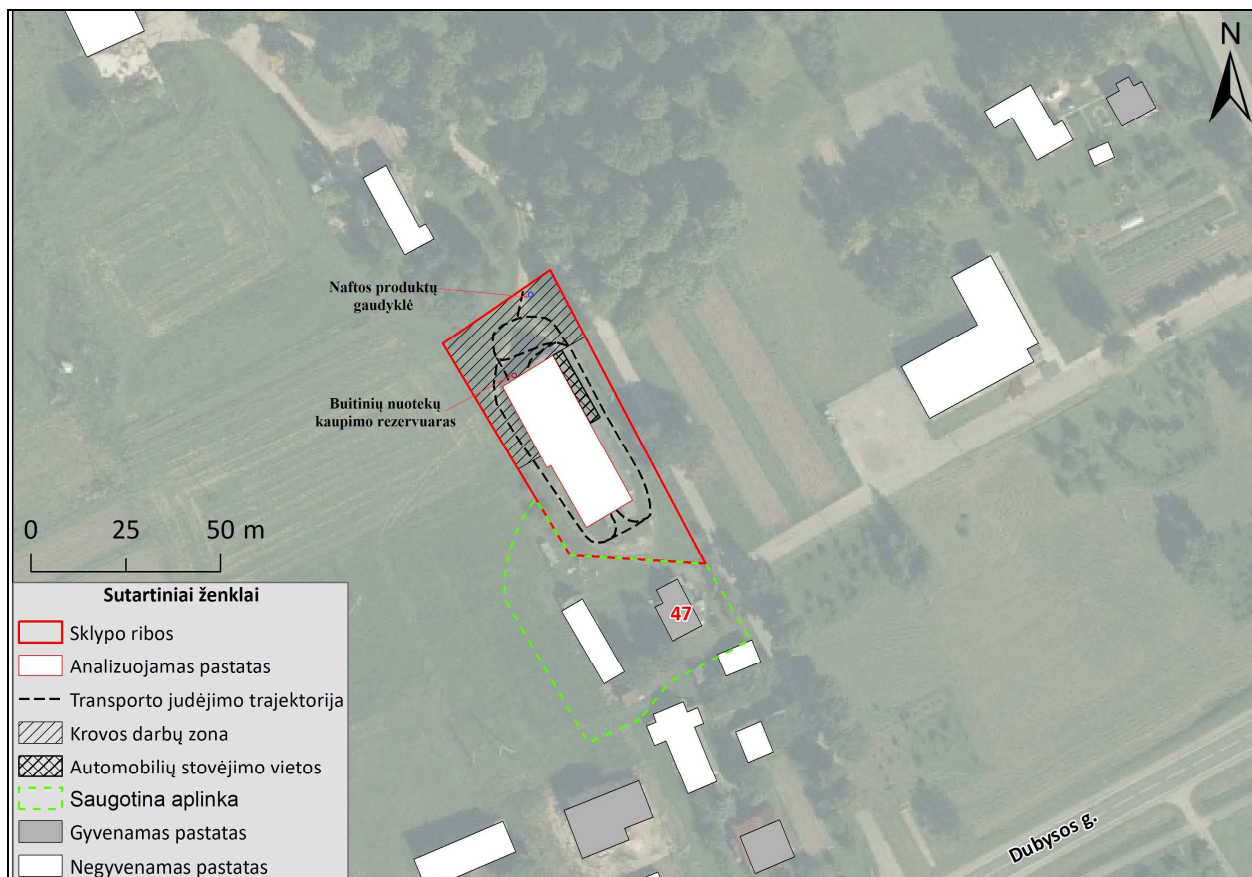 N
Naftos produktų
gaudyklė
Buitinių nuotekų
kaupimo rezervuaras
0 25 50 m
47
Sutartiniai ženklai
Sklypo ribos
Analizuojamas pastatas
Transporto judėjimo trajektorija
Krovos darbų zona
Automobilių stovėjimo vietos
Saugotina aplinka
Gyvenamas pastatas
Negyvenamas pastatas
Dubysos g.